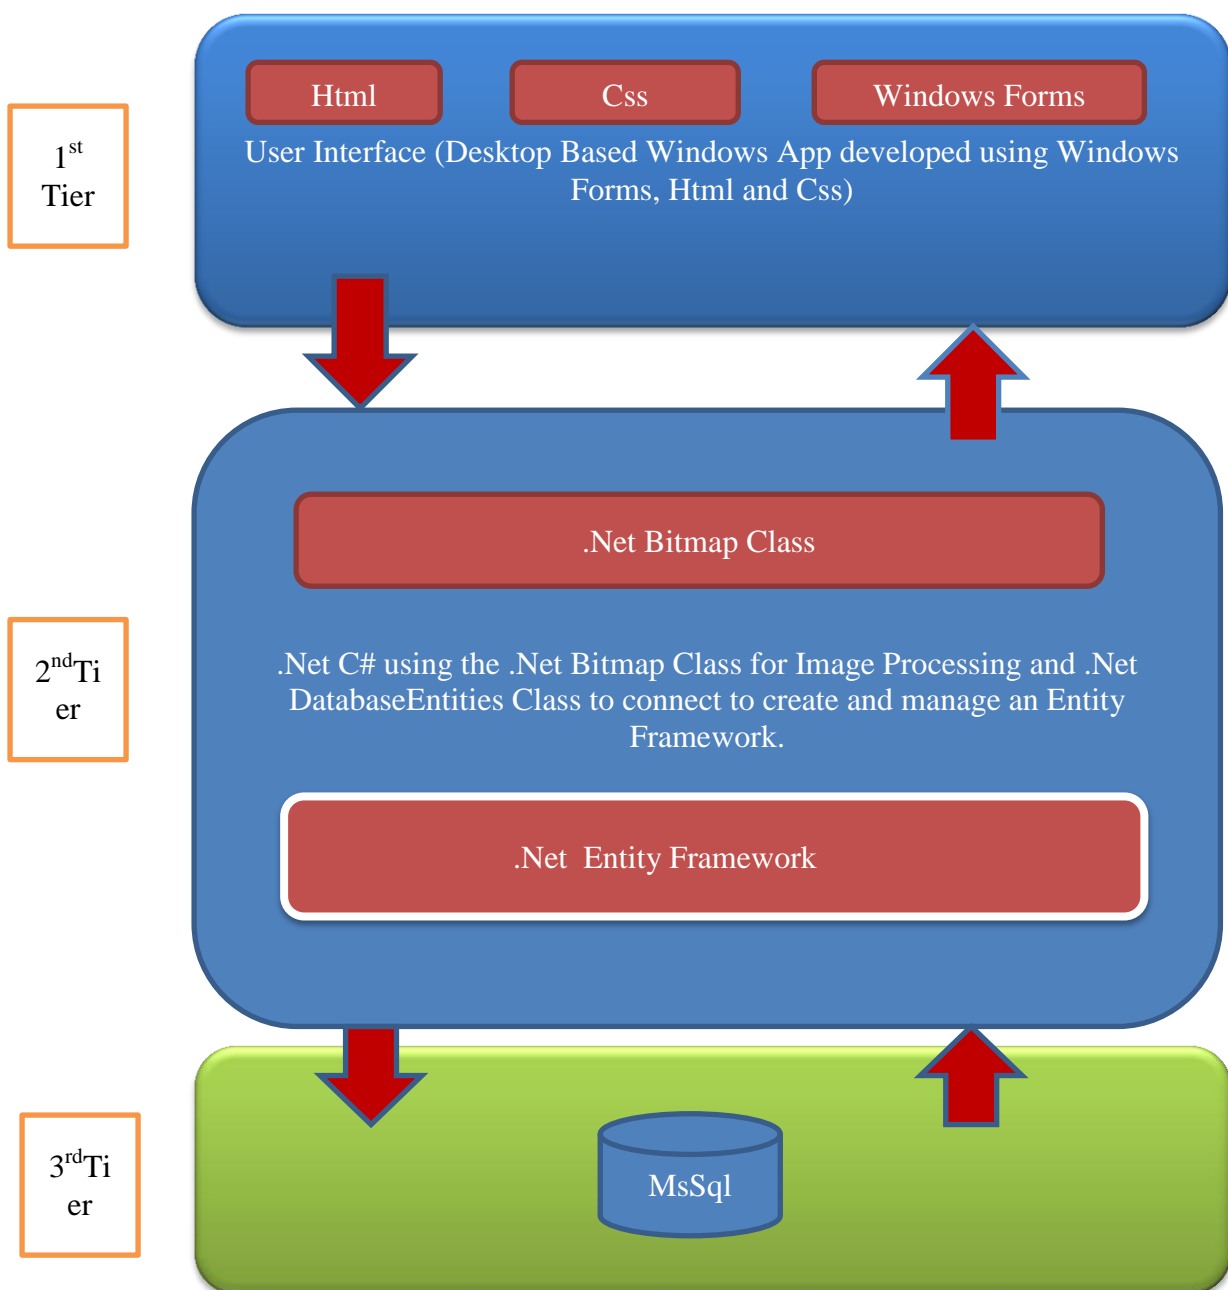 Html
Css
Windows Forms
1st
Tier
User Interface (Desktop Based Windows App developed using Windows
Forms, Html and Css)
.Net Bitmap Class
2ndTi
er
.Net C# using the .Net Bitmap Class for Image Processing and .Net
DatabaseEntities Class to connect to create and manage an Entity
Framework.
.Net  Entity Framework
3rdTi
er
MsSql